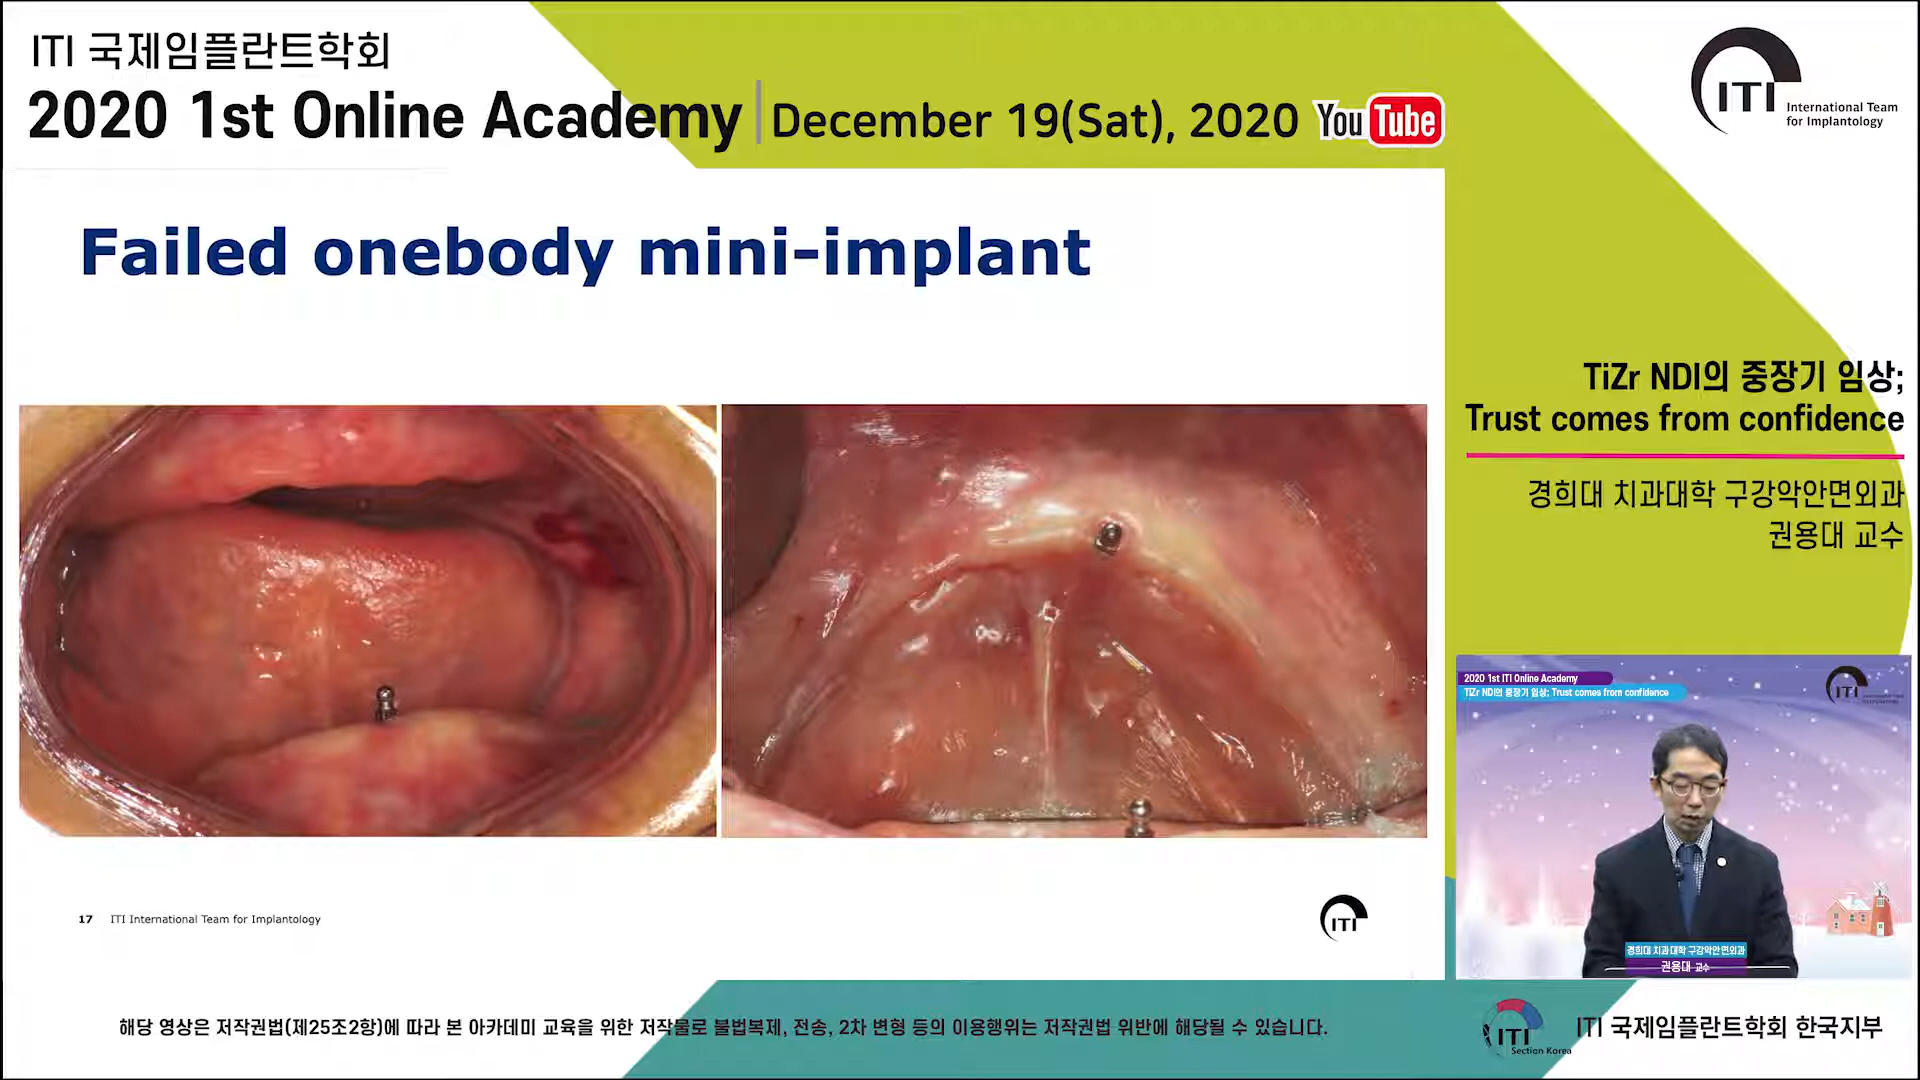 ITI 국제임플란트학회
2020 1st Online Academy
December 19(Sat), 2020 YouTube
ITI
International Team
for Implantology
Failed onebody mini-implant
TiZr NDI의 중장기 임상;
Trust comes from confidence
경희대 치과대학 구강악안면외과
권용대 교수
2020 1st ITI Online Academy
TiZr NDI의 중장기 임상; Trust comes from confidence
ITI
경희대 치과대학 구강악안면외과
권용대 교수
17 ITI International Team for Implantology
ITI
해당 영상은 저작권법(제25조2항)에 따라 본 아카데미 교육을 위한 저작물로 불법복제, 전송, 2차 변형 등의 이용행위는 저작권법 위반에 해당될 수 있습니다.
ITI
Section Korea
ITI 국제임플란트학회 한국지부